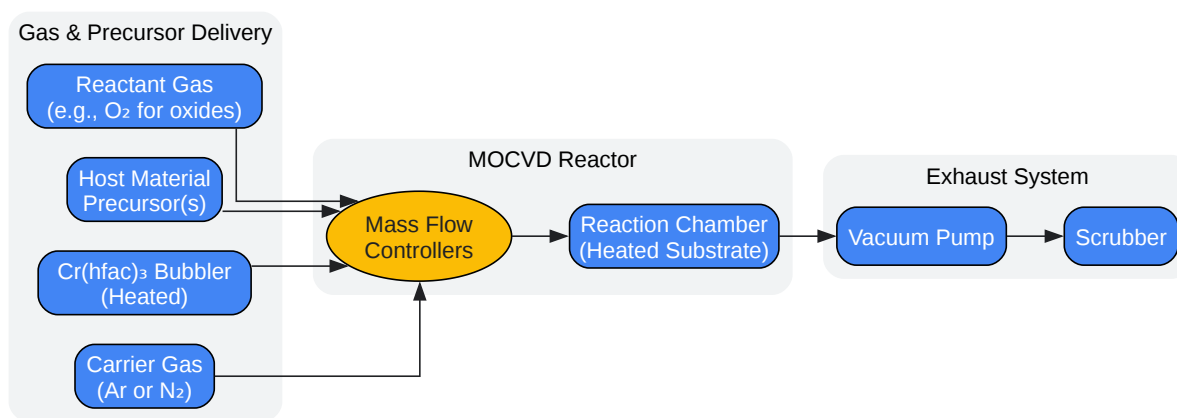 Gas & Precursor Delivery
Reactant Gas
(e.g., O₂ for oxides)
Host Material
Precursor(s)
Cr(hfac)₃ Bubbler
(Heated)
Carrier Gas
(Ar or N₂)
MOCVD Reactor
Mass Flow
Controllers
Reaction Chamber
(Heated Substrate)
Exhaust System
Vacuum Pump
Scrubber